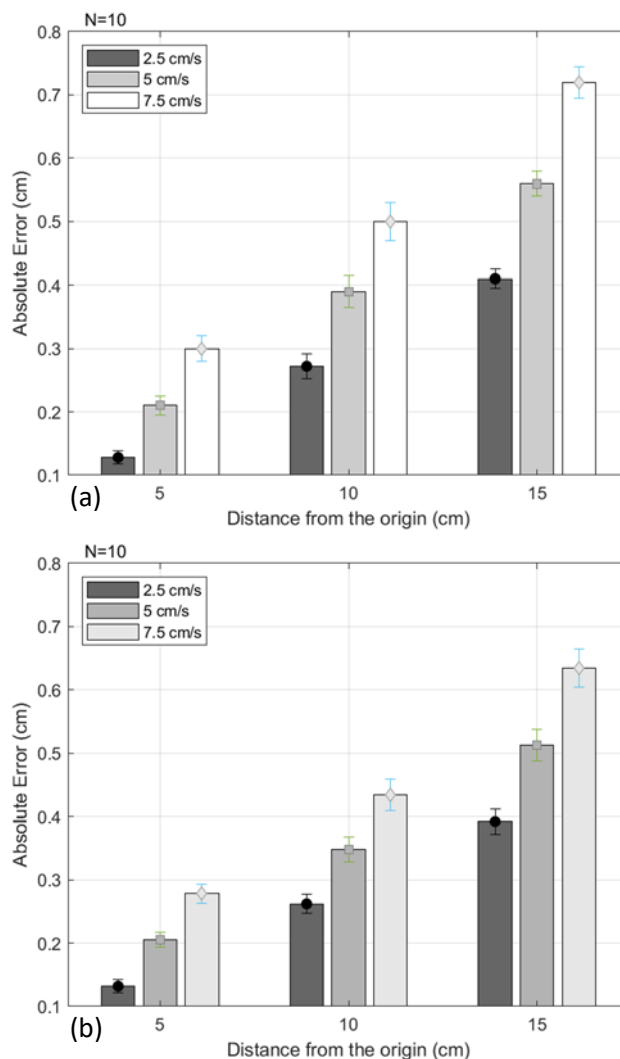 N=10
0.8
0.7
0.6
0.5
0.4
0.3
0.2
0.1
Absolute Error (cm)
2.5 cm/s
5 cm/s
7.5 cm/s
(a)
5 10 15
Distance from the origin (cm)
N=10
0.8
0.7
0.6
0.5
0.4
0.3
0.2
0.1
Absolute Error (cm)
2.5 cm/s
5 cm/s
7.5 cm/s
(b)
5 10 15
Distance from the origin (cm)